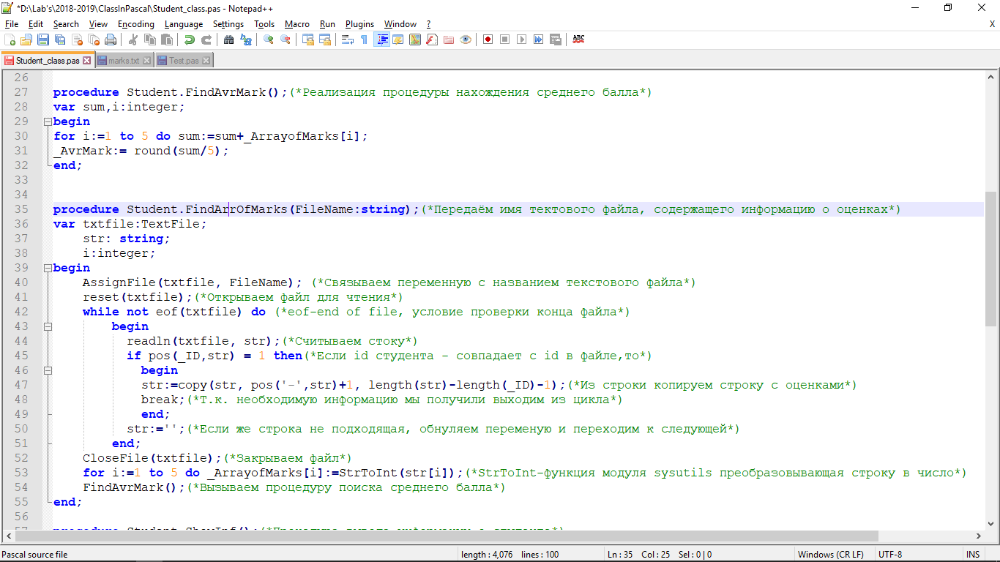 *D:\Lab's\2018-2019\ClassInPascal\Student_class.pas - Notepad++
File Edit Search View Encoding Language Settings Tools Macro Run Plugins Window ? X
Student_class.pas marks.txt Test.pas
26
27 procedure Student.FindAvrMark();(*Реализация процедуры нахождения среднего балла*)
28 var sum,i:integer;
29 begin
30 for i:=1 to 5 do sum:=sum+_ArrayofMarks[i];
31 _AvrMark:= round(sum/5);
32 end;
33
34
35 procedure Student.FindArrOfMarks(FileName:string);(*Передаём имя тектового файла, содержащего информацию о оценках*)
36 var txtfile:TextFile;
37 str: string;
38 i:integer;
39 begin
40 AssignFile(txtfile, FileName); (*Связываем переменную с названием текстового файла*)
41 reset(txtfile);(*Открываем файл для чтения*)
42 while not eof(txtfile) do (*eof-end of file, условие проверки конца файла*)
43 begin
44 readln(txtfile, str);(*Считываем стоку*)
45 if pos(_ID,str) = 1 then(*Если id студента - совпадает с id в файле,то*)
46 begin
47 str:=copy(str, pos('-',str)+1, length(str)-length(_ID)-1);(*Из строки копируем строку с оценками*)
48 break;(*Т.к. необходимую информацию мы получили выходим из цикла*)
49 end;
50 str:='';(*Если же строка не подходящая, обнуляем переменую и переходим к следующей*)
51 end;
52 CloseFile(txtfile);(*Закрываем файл*)
53 for i:=1 to 5 do _ArrayofMarks[i]:=StrToInt(str[i]);(*StrToInt-функция модуля sysutils преобразовывающая строку в число*)
54 FindAvrMark();(*Вызываем процедуру поиска среднего балла*)
55 end;
56
Pascal source file length : 4,076 lines : 100 Ln : 35 Col : 25 Sel : 0 | 0 Windows (CR LF) UTF-8 INS